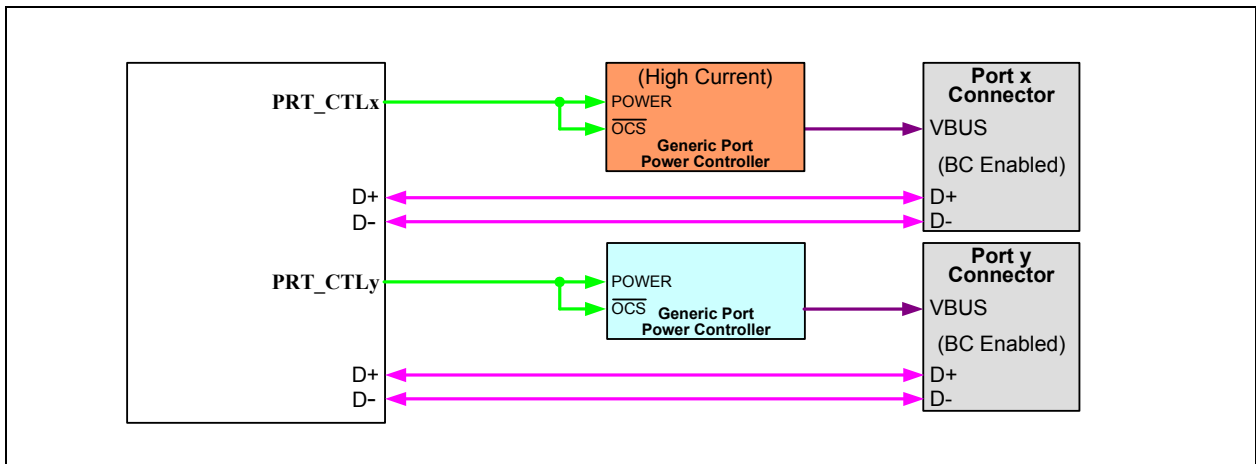 PRT_CTLx
D+
D-
PRT_CTLy
D+
D-
(High Current)
POWER
OCS
Generic Port
Power Controller
POWER
OCS
Generic Port
Power Controller
Port x
Connector
VBUS
(BC Enabled)
D+
D-
Port y
Connector
VBUS
(BC Enabled)
D+
D-